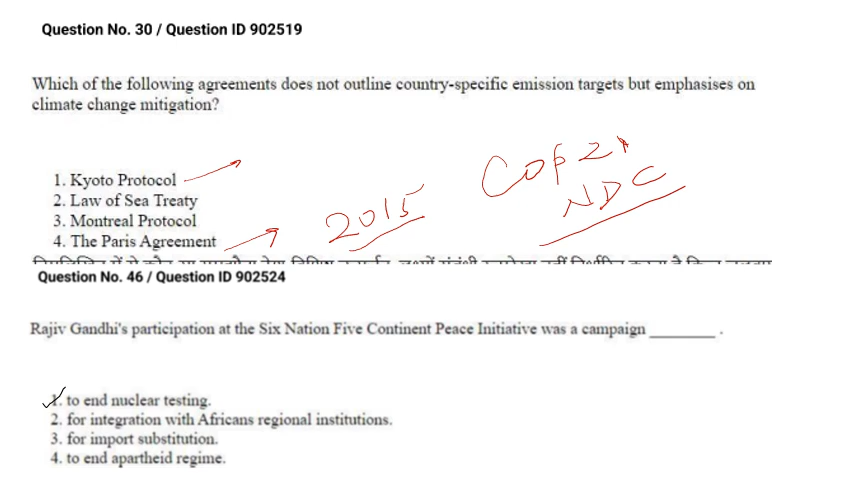 Question No. 30 / Question ID 902519
Which of the following agreements does not outline country-specific emission targets but emphasises on
climate change mitigation?
1. Kyoto Protocol
2. Law of Sea Treaty
3. Montreal Protocol
4. The Paris Agreement
2015
COP 21
NDC
Question No. 46 / Question ID 902524
Rajiv Gandhi's participation at the Six Nation Five Continent Peace Initiative was a campaign ________ .
1. to end nuclear testing.
2. for integration with Africans regional institutions.
3. for import substitution.
4. to end apartheid regime.